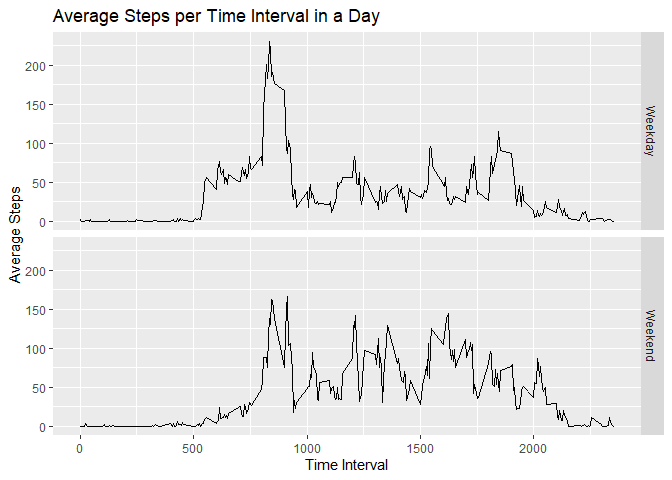 Average Steps per Time Interval in a Day
Average Steps
200
150
100
50
0
Weekday
200
150
100
50
0
Weekend
0 500 1000 1500 2000
Time Interval